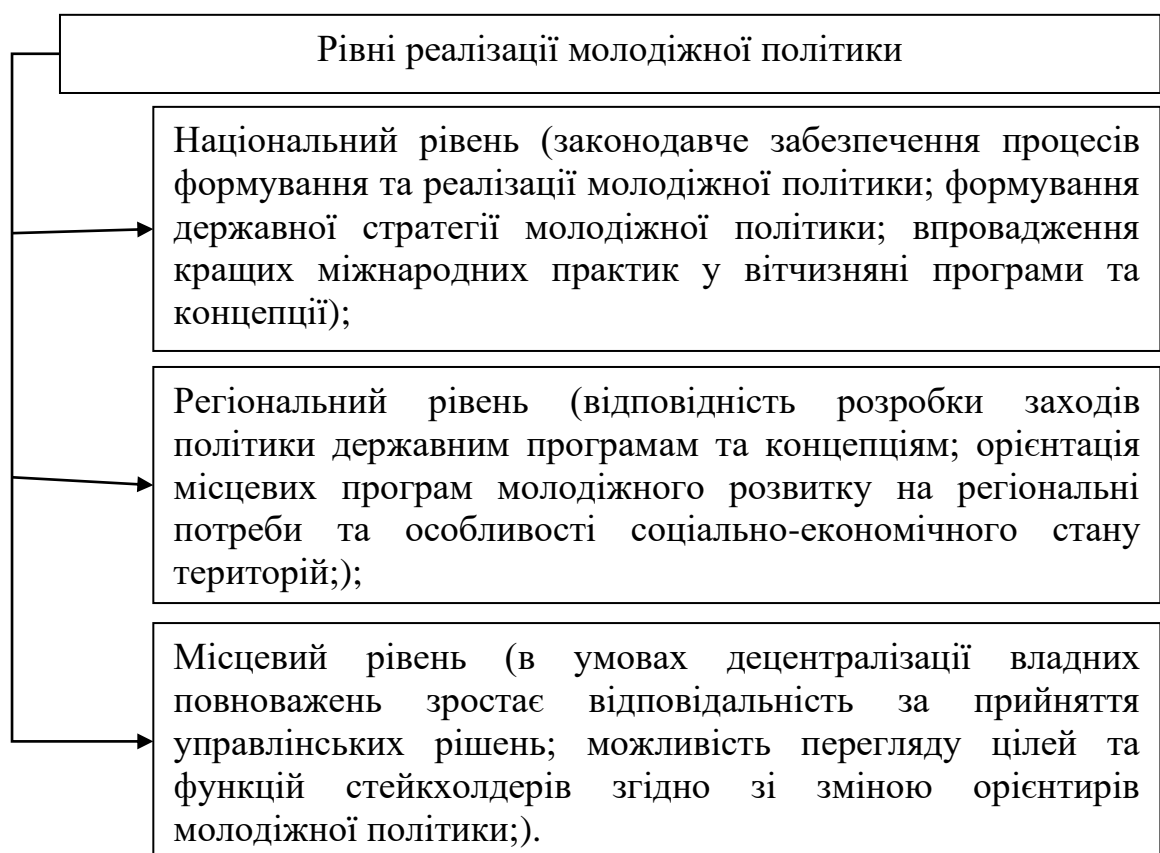 Рівні реалізації молодіжної політики
Національний рівень (законодавче забезпечення процесів
формування та реалізації молодіжної політики; формування
державної стратегії молодіжної політики; впровадження
кращих міжнародних практик у вітчизняні програми та
концепції);
Регіональний рівень (відповідність розробки заходів
політики державним програмам та концепціям; орієнтація
місцевих програм молодіжного розвитку на регіональні
потреби та особливості соціально-економічного стану
територій;);
Місцевий рівень (в умовах децентралізації владних
повноважень зростає відповідальність за прийняття
управлінських рішень; можливість перегляду цілей та
функцій стейкхолдерів згідно зі зміною орієнтирів
молодіжної політики;).